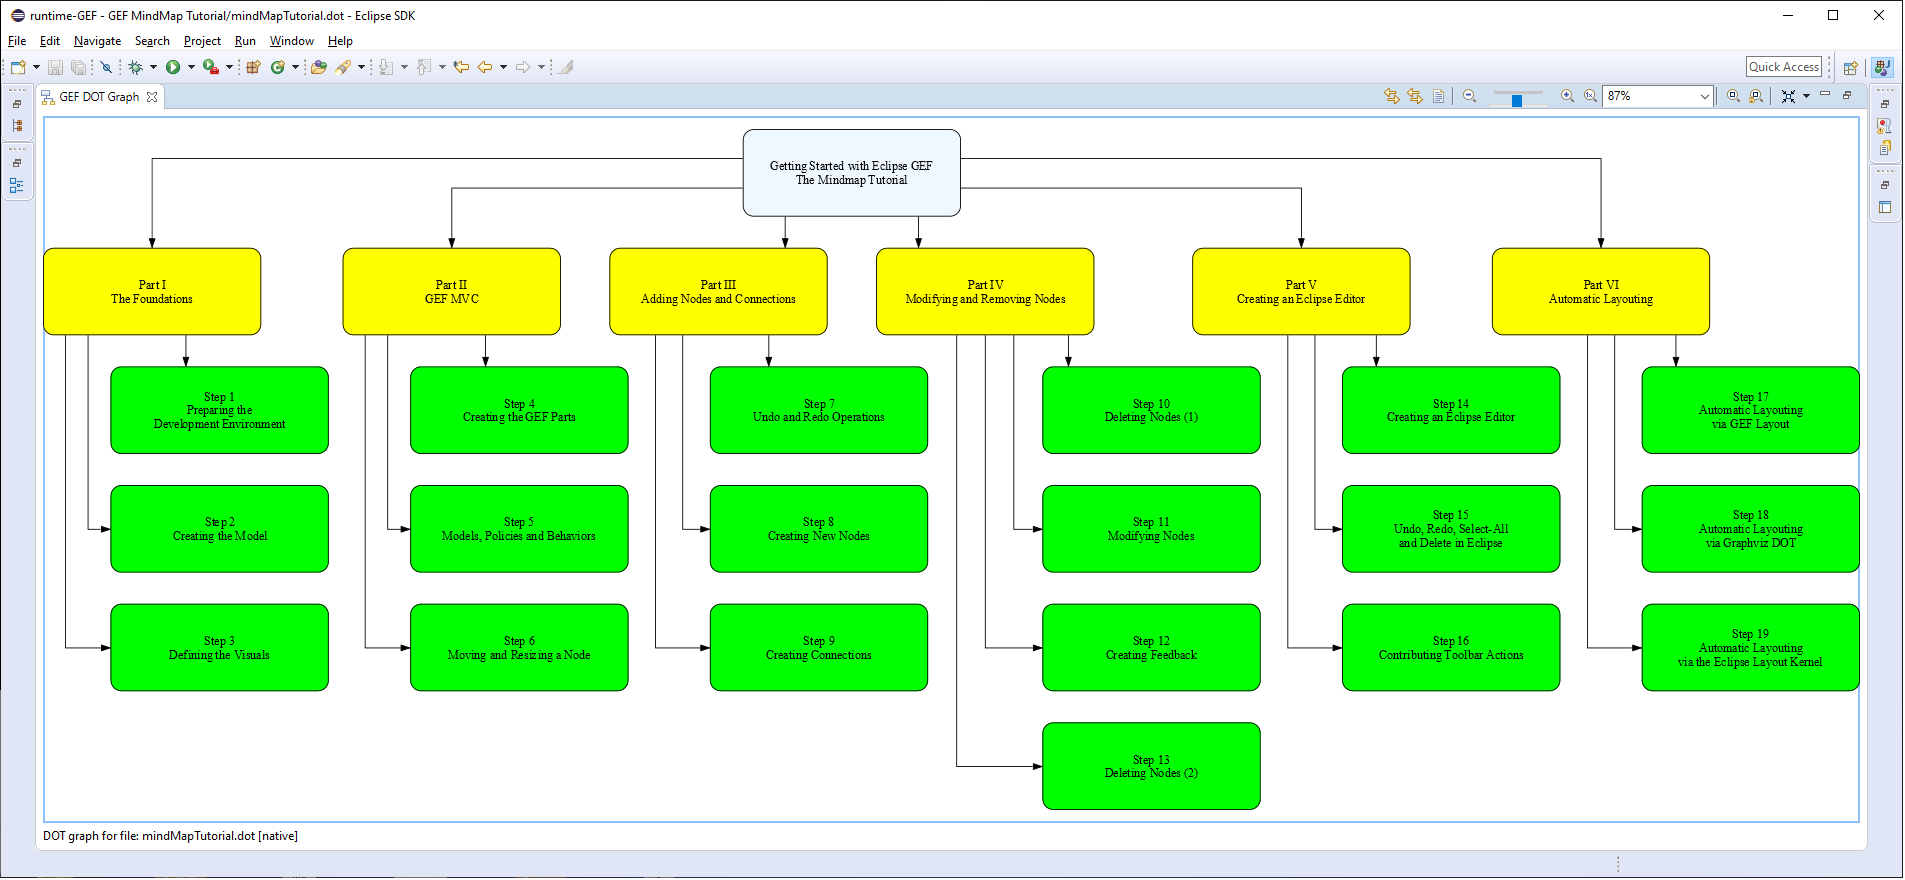 runtime-GEF - GEF MindMap Tutorial/mindMapTutorial.dot - Eclipse SDK
File Edit Navigate Search Project Run Window Help
Quick Access
GEF DOT Graph
87%
Getting Started with Eclipse GEF
The Mindmap Tutorial
Part I
The Foundations
Part II
GEF MVC
Part III
Adding Nodes and Connections
Part IV
Modifying and Removing Nodes
Part V
Creating an Eclipse Editor
Part VI
Automatic Layouting
Step 1
Preparing the
Development Environment
Step 4
Creating the GEF Parts
Step 7
Undo and Redo Operations
Step 10
Deleting Nodes (1)
Step 14
Creating an Eclipse Editor
Step 17
Automatic Layouting
via GEF Layout
Step 2
Creating the Model
Step 5
Models, Policies and Behaviors
Step 8
Creating New Nodes
Step 11
Modifying Nodes
Step 15
Undo, Redo, Select-All
and Delete in Eclipse
Step 18
Automatic Layouting
via Graphviz DOT
Step 3
Defining the Visuals
Step 6
Moving and Resizing a Node
Step 9
Creating Connections
Step 12
Creating Feedback
Step 16
Contributing Toolbar Actions
Step 19
Automatic Layouting
via the Eclipse Layout Kernel
Step 13
Deleting Nodes (2)
DOT graph for file: mindMapTutorial.dot [native]